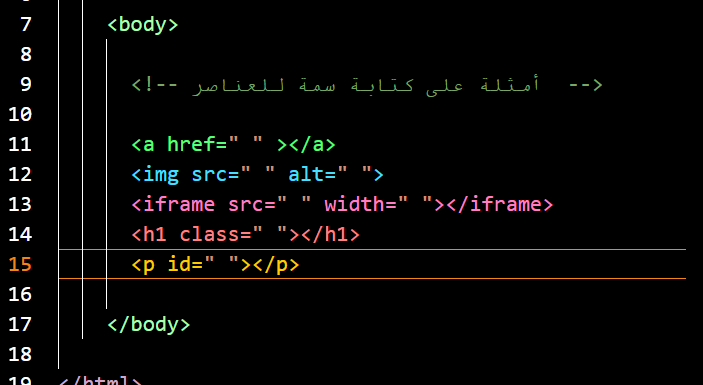 7 <body>
8
9 <!-- أمثلة على كتابة سمة للعناصر -->
10
11 <a href=" " ></a>
12 <img src=" " alt=" ">
13 <iframe src=" " width=" "></iframe>
14 <h1 class=" "></h1>
15 <p id=" "></p>
16
17 </body>
18
19 </html>